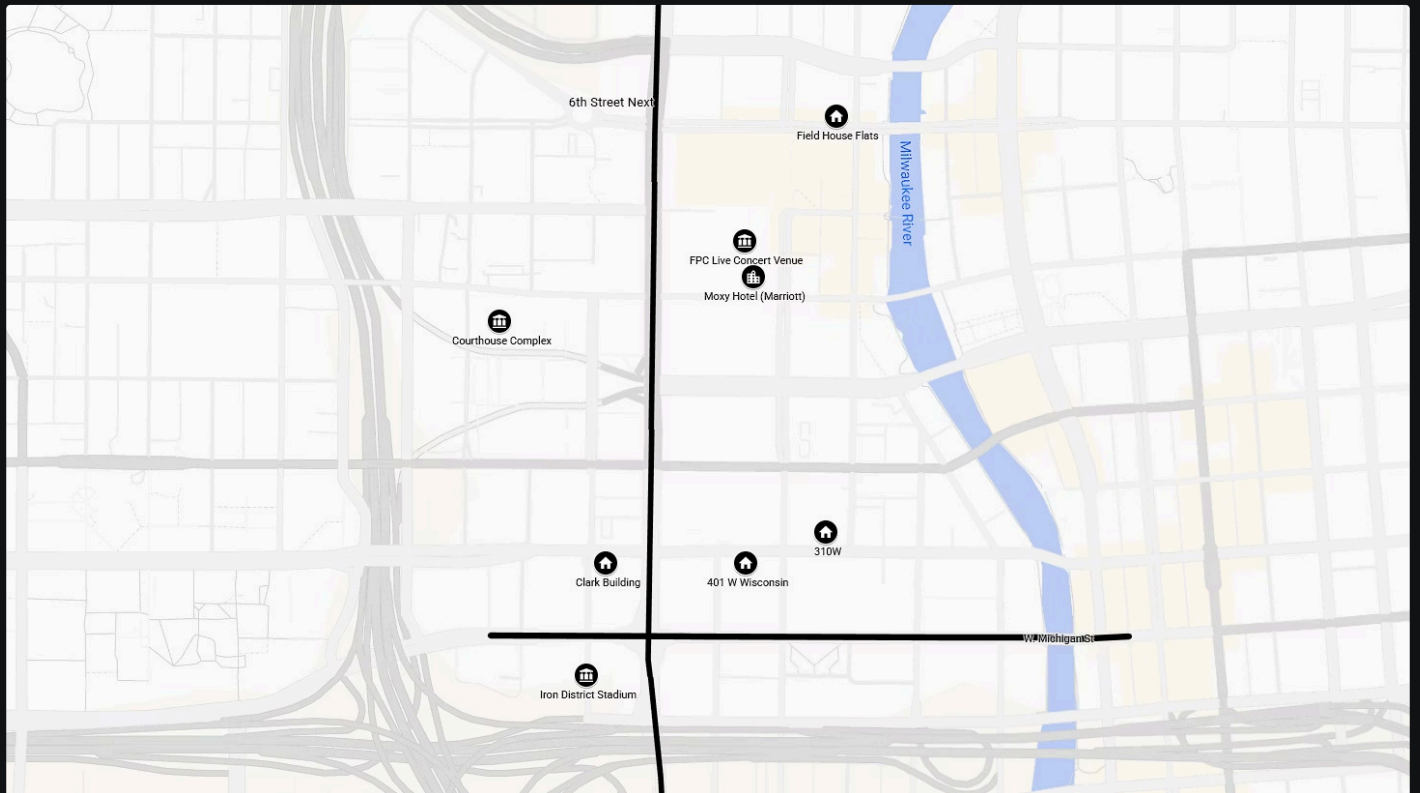 6th Street Next
Field House Flats
Milwaukee River
FPC Live Concert Venue
Moxy Hotel (Marriott)
Courthouse Complex
310W
Clark Building
401 W Wisconsin
W. Michigan St
Iron District Stadium